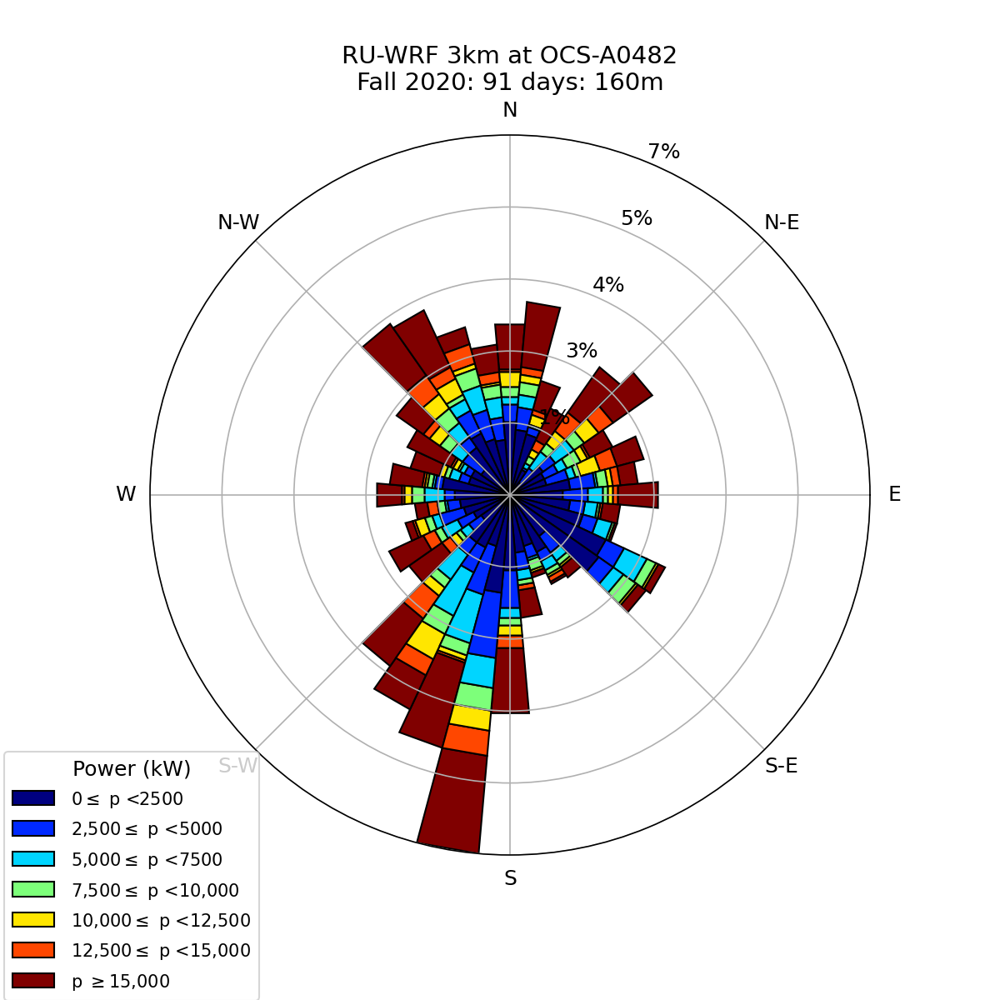 RU-WRF 3km at OCS-A0482
Fall 2020: 91 days: 160m
N
7%
N-W
5%
N-E
4%
3%
1%
W
E
S-W
S-E
S
Power (kW)
0≤ p <2500
2,500≤ p <5000
5,000≤ p <7500
7,500≤ p <10,000
10,000≤ p <12,500
12,500≤ p <15,000
p ≥15,000